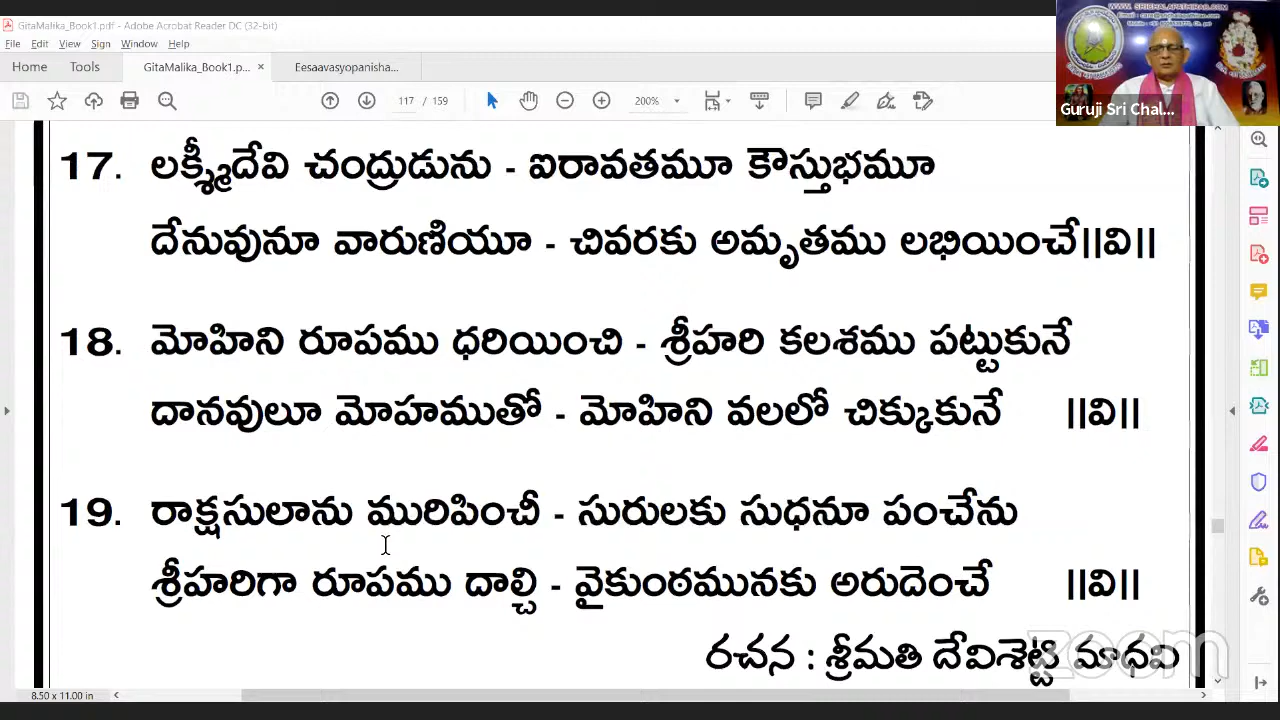 GitaMalika_Book1.pdf - Adobe Acrobat Reader DC (32-bit)
File Edit View Sign Window Help
Home Tools GitaMalika_Book1.p... × Eesaavasyopanisha...
117 / 159 200%
Guruji Sri Chal...
17. లక్ష్మీదేవి చంద్రుడును - ఐరావతమూ కౌస్తుభమూ
దేనువునూ వారుణియూ - చివరకు అమృతము లభియించే||వి||
18. మోహిని రూపము ధరియించి - శ్రీహరి కలశము పట్టుకునే
దానవులూ మోహముతో - మోహిని వలలో చిక్కుకునే ||వి||
19. రాక్షసులాను మురిపించీ - సురులకు సుధనూ పంచేను
శ్రీహరిగా రూపము దాల్చి - వైకుంఠమునకు అరుదెంచే ||వి||
రచన : శ్రీమతి దేవిశెట్టి మాధవి
zoom
8.50 x 11.00 in